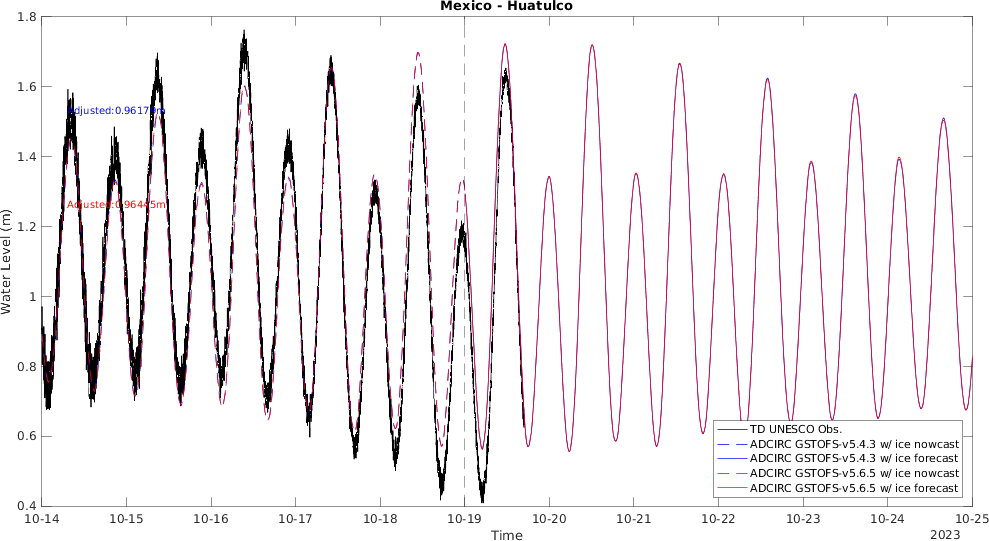 Mexico - Huatulco
1.8
1.6
1.4
1.2
1
0.8
0.6
0.4
Water Level (m)
Adjusted:0.96445m
10-14
10-15
10-16
10-17
10-18
10-19
10-20
10-21
10-22
10-23
10-24
10-25
Time
2023
TD UNESCO Obs.
ADCIRC GSTOFS-v5.4.3 w/ ice nowcast
ADCIRC GSTOFS-v5.4.3 w/ ice forecast
ADCIRC GSTOFS-v5.6.5 w/ ice nowcast
ADCIRC GSTOFS-v5.6.5 w/ ice forecast